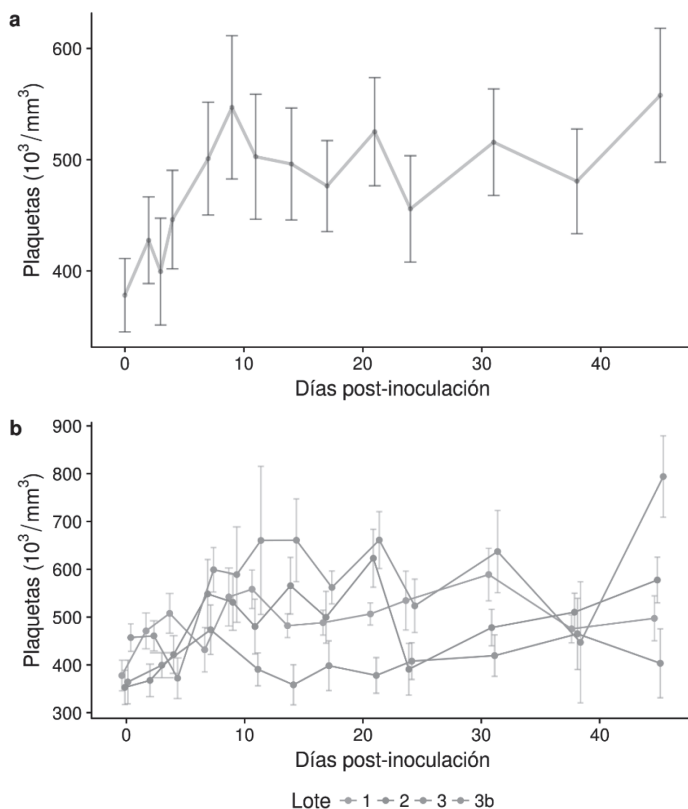 a
600
500
400
Plaquetas (10³/mm³)
0 10 20 30 40
Días post-inoculación
b
900
800
700
600
500
400
300
Plaquetas (10³/mm³)
0 10 20 30 40
Días post-inoculación
Lote 1 2 3 3b